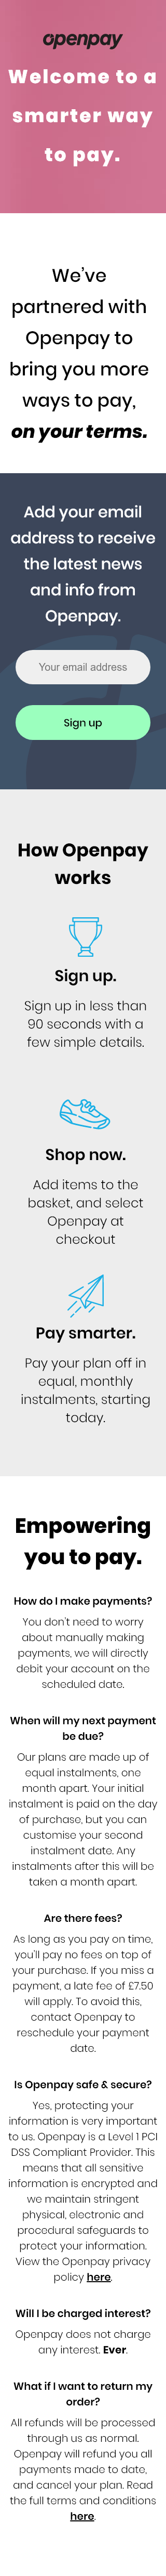 openpay
Welcome to a
smarter way
to pay.
We've
partnered with
Openpay to
bring you more
ways to pay,
on your terms.
Add your email
address to receive
the latest news
and info from
Openpay.
Your email address
Sign up
How Openpay
works
Sign up.
Sign up in less than
90 seconds with a
few simple details.
Shop now.
Add items to the
basket, and select
Openpay at
checkout
Pay smarter.
Pay your plan off in
equal, monthly
instalments, starting
today.
Empowering
you to pay.
How do I make payments?
You don't need to worry
about manually making
payments, we will directly
debit your account on the
scheduled date.
When will my next payment
be due?
Our plans are made up of
equal instalments, one
month apart. Your initial
instalment is paid on the day
of purchase, but you can
customise your second
instalment date. Any
instalments after this will be
taken a month apart.
Are there fees?
As long as you pay on time,
you'll pay no fees on top of
your purchase. If you miss a
payment, a late fee of £7.50
will apply. To avoid this,
contact Openpay to
reschedule your payment
date.
Is Openpay safe & secure?
Yes, protecting your
information is very important
to us. Openpay is a Level 1 PCI
DSS Compliant Provider. This
means that all sensitive
information is encrypted and
we maintain stringent
physical, electronic and
procedural safeguards to
protect your information.
View the Openpay privacy
policy here.
Will I be charged interest?
Openpay does not charge
any interest. Ever.
What if I want to return my
order?
All refunds will be processed
through us as normal.
Openpay will refund you all
payments made to date,
and cancel your plan. Read
the full terms and conditions
here.